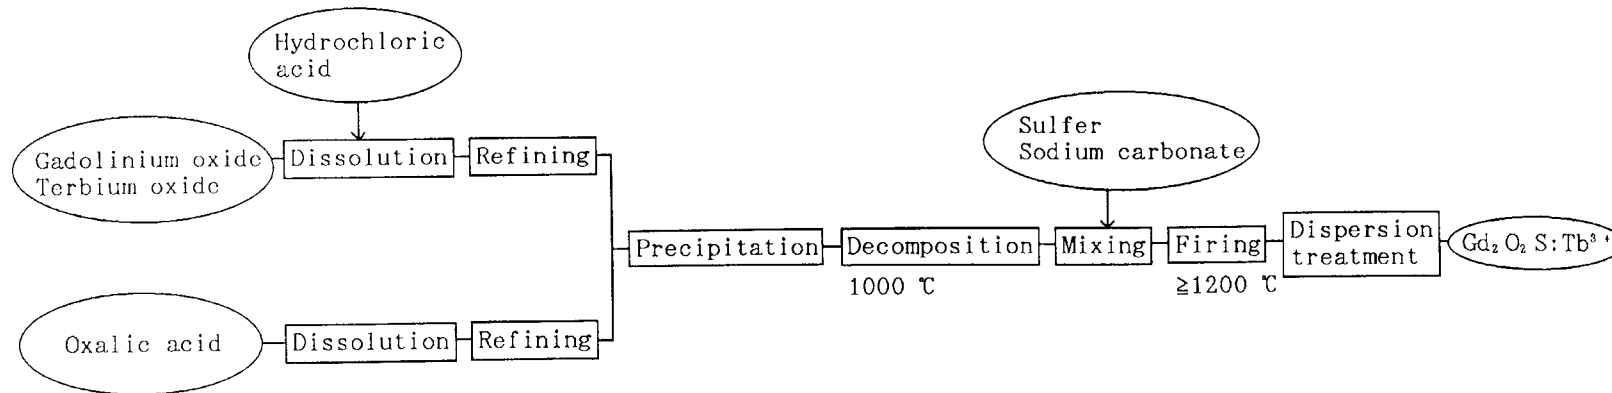 Hydrochloric
acid
Gadolinium oxide
Terbium oxide
Dissolution
Refining
Sulfer
Sodium carbonate
Precipitation
Decomposition
1000 ℃
Mixing
Firing
≧1200 ℃
Dispersion
treatment
Gd₂O₂S:Tb³⁺
Oxalic acid
Dissolution
Refining